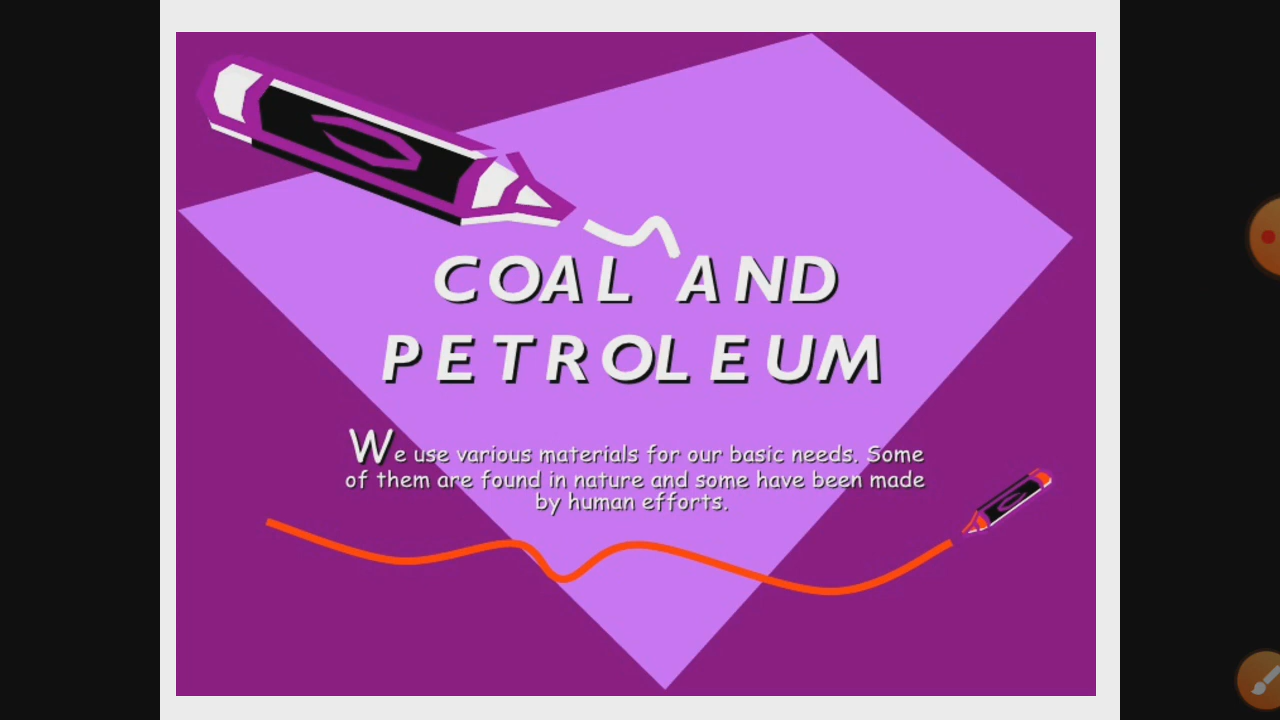 COAL AND
PETROLEUM
We use various materials for our basic needs. Some
of them are found in nature and some have been made
by human efforts.